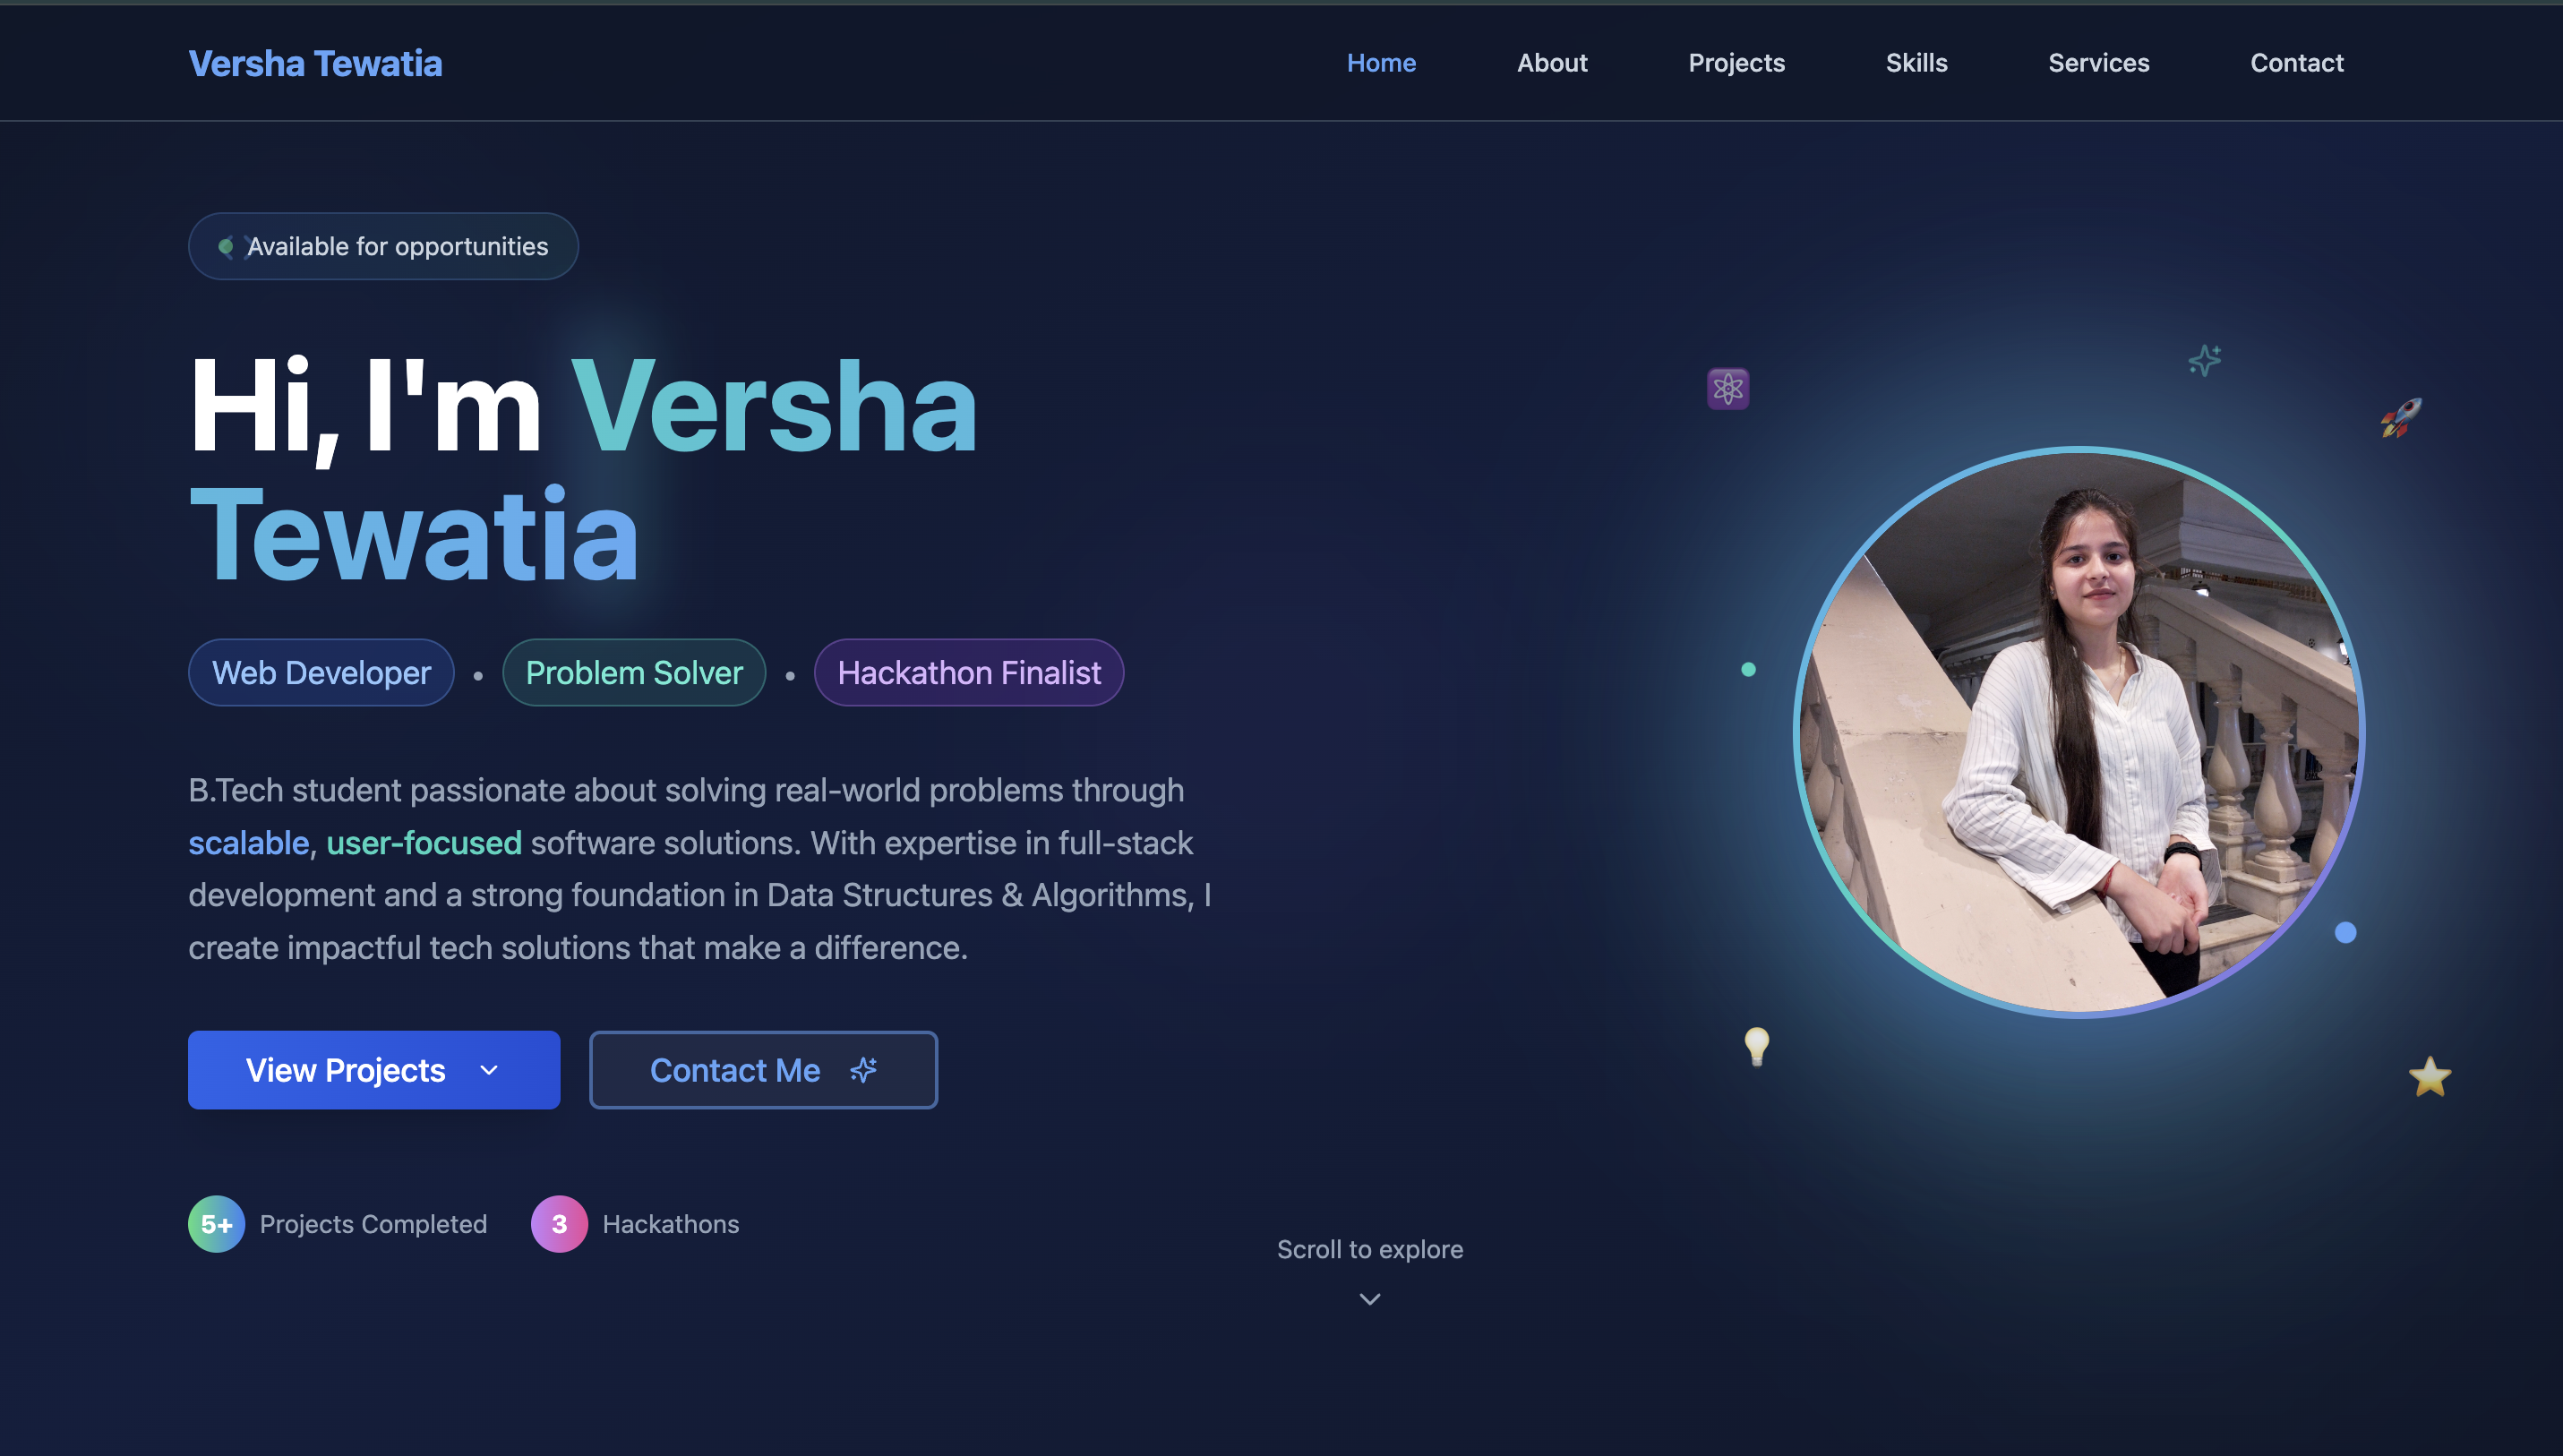 Versha Tewatia
Home About Projects Skills Services Contact
Available for opportunities
Hi, I'm Versha
Tewatia
Web Developer • Problem Solver • Hackathon Finalist
B.Tech student passionate about solving real-world problems through
scalable, user-focused software solutions. With expertise in full-stack
development and a strong foundation in Data Structures & Algorithms, I
create impactful tech solutions that make a difference.
View Projects Contact Me
5+ Projects Completed 3 Hackathons
Scroll to explore